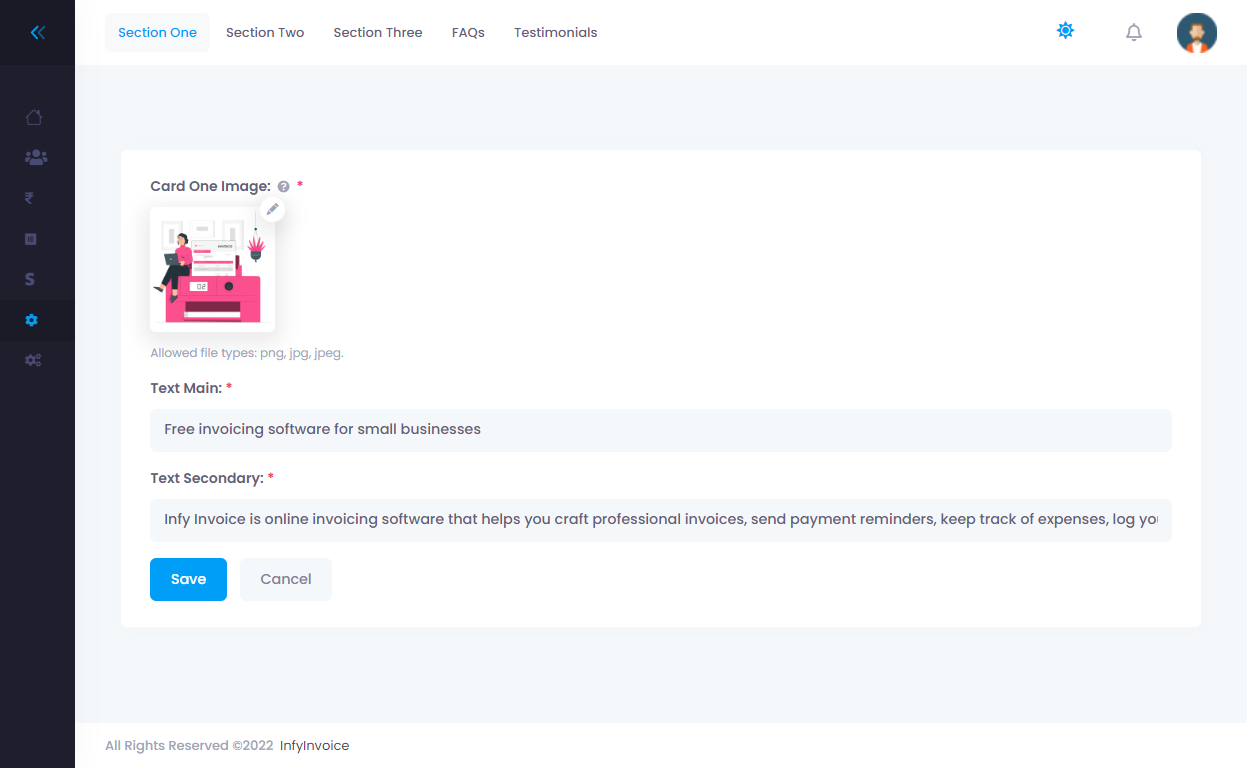 Section One
Section Two
Section Three
FAQs
Testimonials
Card One Image: *
INVOICE
Allowed file types: png, jpg, jpeg.
Text Main: *
Free invoicing software for small businesses
Text Secondary: *
Infy Invoice is online invoicing software that helps you craft professional invoices, send payment reminders, keep track of expenses, log
Save
Cancel
All Rights Reserved ©2022 InfyInvoice